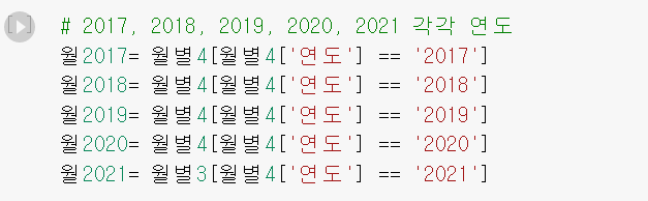 # 2017, 2018, 2019, 2020, 2021 각각 연도
월2017= 월별4[월별4['연도'] == '2017']
월2018= 월별4[월별4['연도'] == '2018']
월2019= 월별4[월별4['연도'] == '2019']
월2020= 월별4[월별4['연도'] == '2020']
월2021= 월별3[월별4['연도'] == '2021']